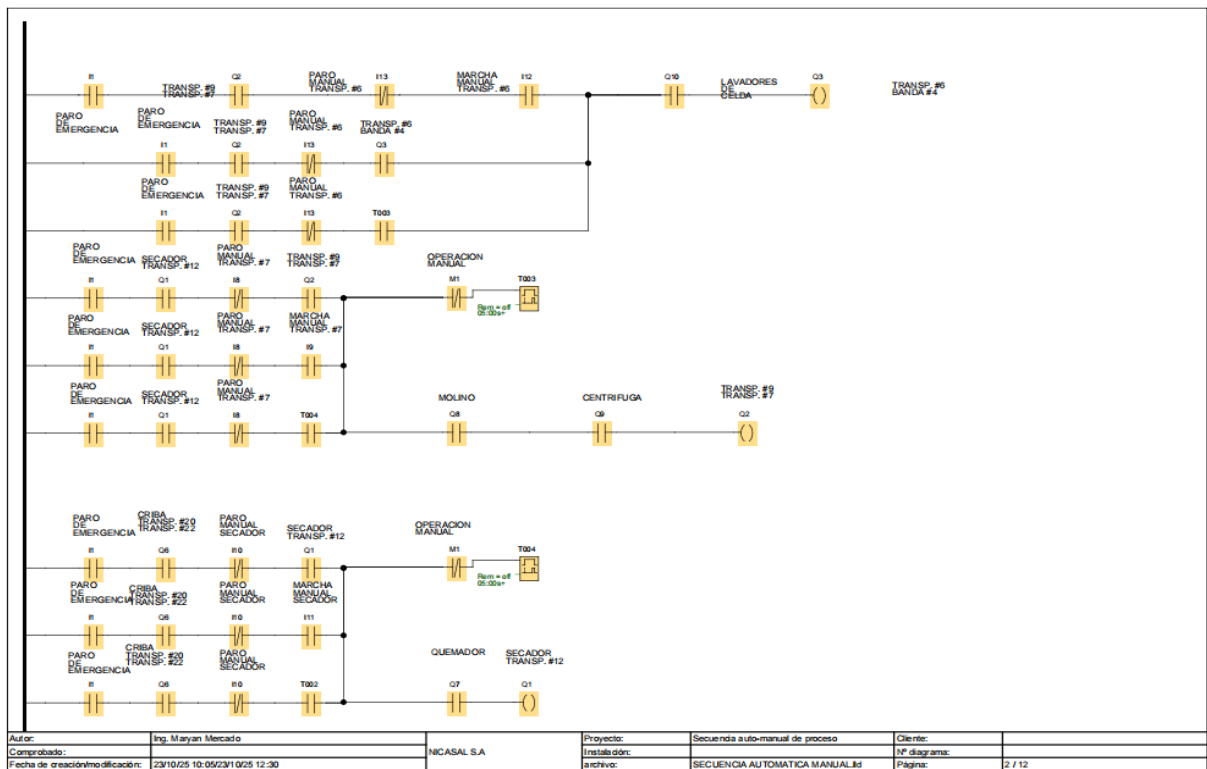 I1
Q2
PARO
MANUAL
TRANSP. #6
I13
MARCHA
MANUAL
TRANSP. #6
I12
Q10
LAVADORES
DE
CELDA
Q3
TRANSP. #6
BANDA #4
TRANSP. #9
TRANSP. #7
PARO
DE
EMERGENCIA
PARO
DE
EMERGENCIA
TRANSP. #9
TRANSP. #7
PARO
MANUAL
TRANSP. #6
TRANSP. #6
BANDA #4
I1
Q2
I13
Q3
PARO
DE
EMERGENCIA
TRANSP. #9
TRANSP. #7
PARO
MANUAL
TRANSP. #6
I1
Q2
I13
T003
PARO
DE
EMERGENCIA
SECADOR
TRANSP. #12
PARO
MANUAL
TRANSP. #7
TRANSP. #9
TRANSP. #7
OPERACION
MANUAL
I1
Q1
I8
Q2
M1
T003
Rem = off
05:00s+
PARO
DE
EMERGENCIA
SECADOR
TRANSP. #12
PARO
MANUAL
TRANSP. #7
MARCHA
MANUAL
TRANSP. #7
I1
Q1
I8
I9
PARO
DE
EMERGENCIA
SECADOR
TRANSP. #12
PARO
MANUAL
TRANSP. #7
MOLINO
CENTRIFUGA
TRANSP. #9
TRANSP. #7
I1
Q1
I8
T004
Q8
Q9
Q2
PARO
DE
EMERGENCIA
CRIBA
TRANSP. #20
TRANSP. #22
PARO
MANUAL
SECADOR
SECADOR
TRANSP. #12
OPERACION
MANUAL
I1
Q6
I10
Q1
M1
T004
Rem = off
05:00s+
PARO
DE
EMERGENCIA
CRIBA
TRANSP. #20
TRANSP. #22
PARO
MANUAL
SECADOR
MARCHA
MANUAL
SECADOR
I1
Q6
I10
I11
PARO
DE
EMERGENCIA
CRIBA
TRANSP. #20
TRANSP. #22
PARO
MANUAL
SECADOR
QUEMADOR
SECADOR
TRANSP. #12
I1
Q6
I10
T002
Q7
Q1
Autor: Ing. Maryan Mercado
Comprobado:
Fecha de creación/modificación: 23/10/25 10:05/23/10/25 12:30
NICASAL S.A
Proyecto: Secuencia auto-manual de proceso
Instalación:
archivo: SECUENCIA AUTOMATICA MANUAL.lld
Cliente:
Nº diagrama:
Página: 2 / 12